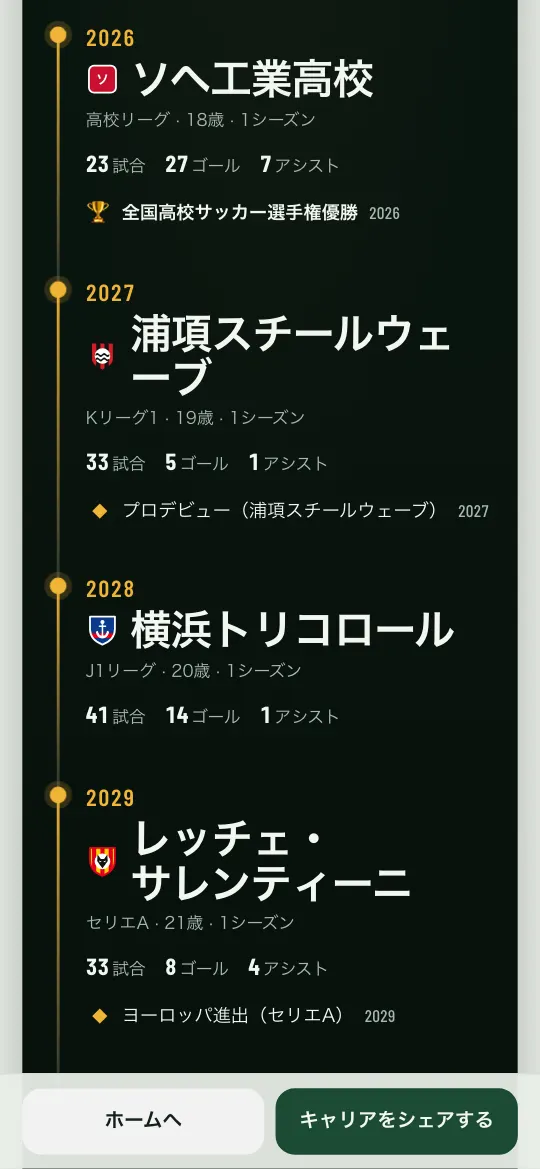 2026
ソ
ソヘ工業高校
高校リーグ · 18歳 · 1シーズン
23試合 27ゴール 7アシスト
全国高校サッカー選手権優勝 2026
2027
浦項スチールウェ
ーブ
Kリーグ1 · 19歳 · 1シーズン
33試合 5ゴール 1アシスト
プロデビュー（浦項スチールウェーブ） 2027
2028
横浜トリコロール
J1リーグ · 20歳 · 1シーズン
41試合 14ゴール 1アシスト
2029
レッチェ・
サレンティーニ
セリエA · 21歳 · 1シーズン
33試合 8ゴール 4アシスト
ヨーロッパ進出（セリエA） 2029
ホームへ
キャリアをシェアする